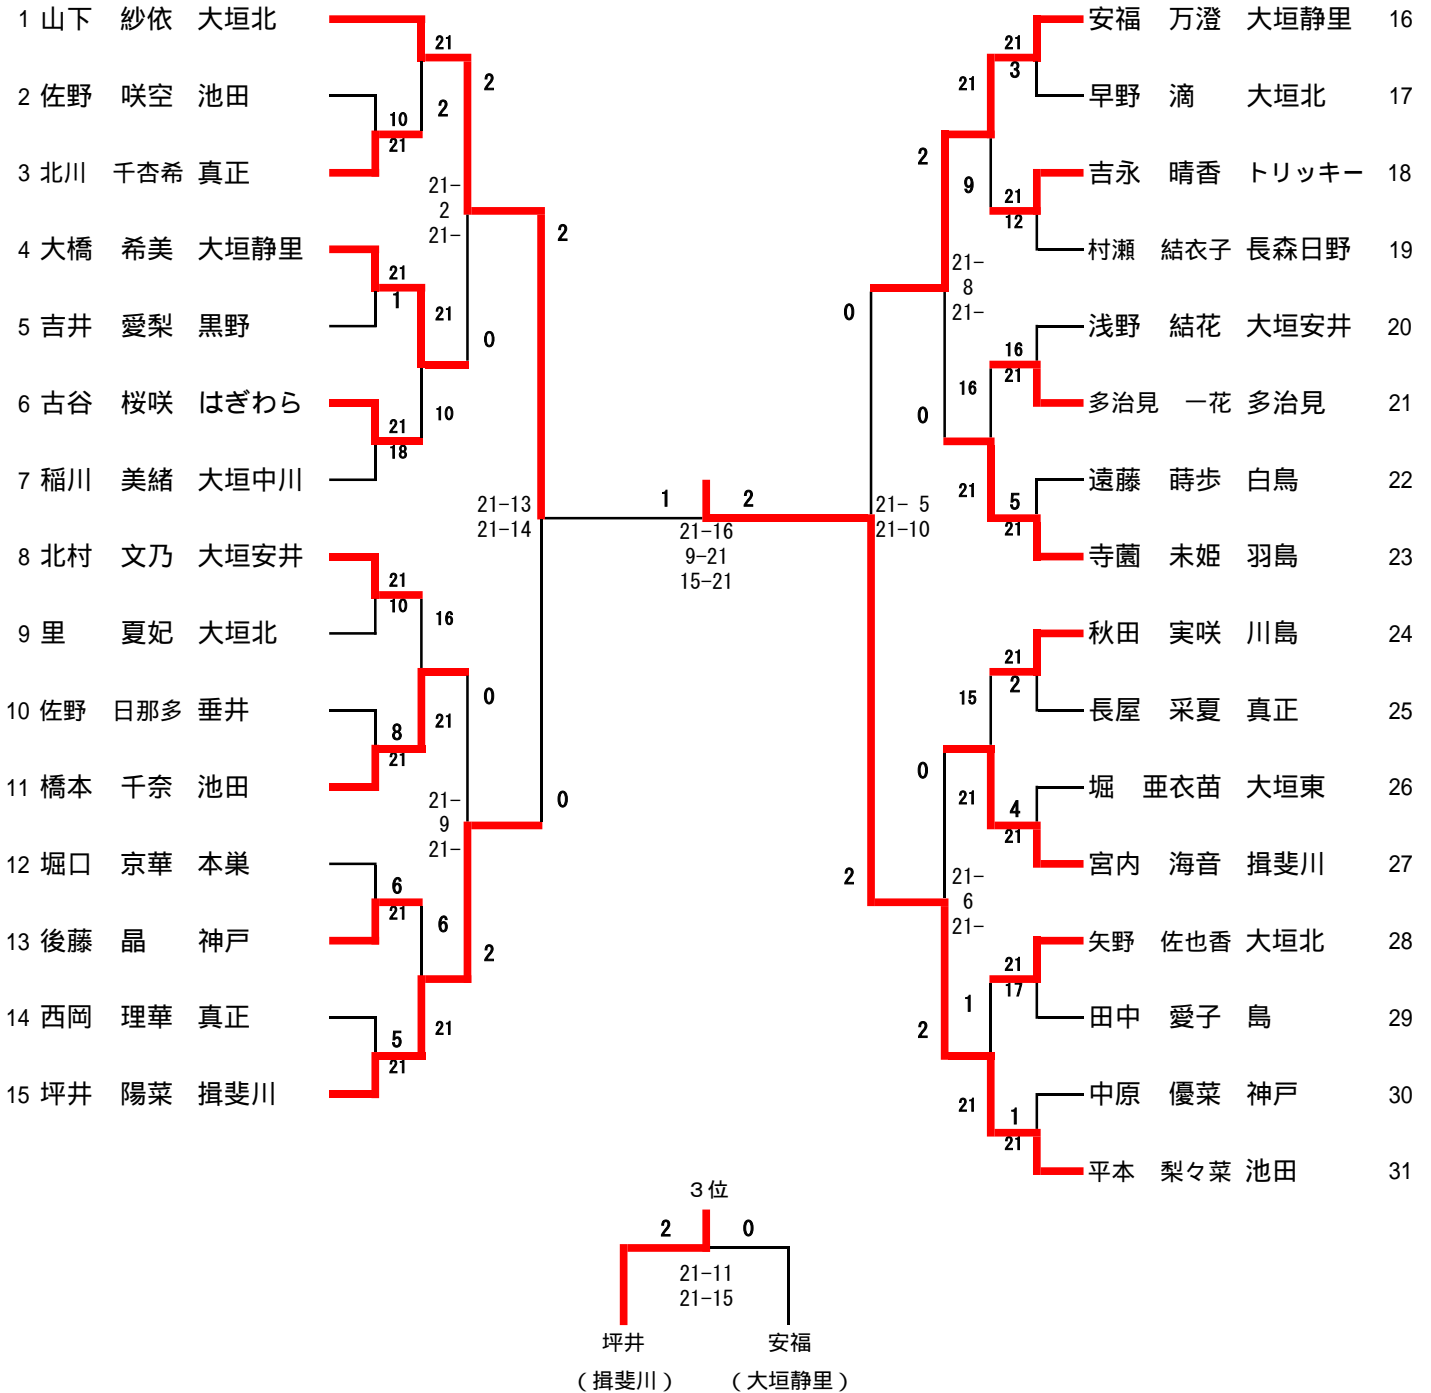 1 山下 紗依 大垣北
2 佐野 咲空 池田
3 北川 千杏希 真正
4 大橋 希美 大垣静里
5 吉井 愛梨 黒野
6 古谷 桜咲 はぎわら
7 稲川 美緒 大垣中川
8 北村 文乃 大垣安井
9 里 夏妃 大垣北
10 佐野 日那多 垂井
11 橋本 千奈 池田
12 堀口 京華 本巣
13 後藤 晶 神戸
14 西岡 理華 真正
15 坪井 陽菜 揖斐川
21
10
21
2
21
1
21
18
21
10
2
21-
2
21-
0
21
10
8
21
16
21
6
21
5
21
6
21
0
21-
9
21-
2
2
21-13
21-14
0
1 2
21-16
9-21
15-21
0
21- 5
21-10
2
2
21-
8
21-
0
0
21-
6
21-
2
21
9
16
21
15
21
1
21
21
3
21
12
16
21
5
21
21
2
4
21
21
17
1
21
安福 万澄 大垣静里 16
早野 滴 大垣北 17
吉永 晴香 トリッキー 18
村瀬 結衣子 長森日野 19
浅野 結花 大垣安井 20
多治見 一花 多治見 21
遠藤 蒔歩 白鳥 22
寺薗 未姫 羽島 23
秋田 実咲 川島 24
長屋 采夏 真正 25
堀 亜衣苗 大垣東 26
宮内 海音 揖斐川 27
矢野 佐也香 大垣北 28
田中 愛子 島 29
中原 優菜 神戸 30
平本 梨々菜 池田 31
３位
2 0
21-11
21-15
坪井 安福
(揖斐川) (大垣静里)